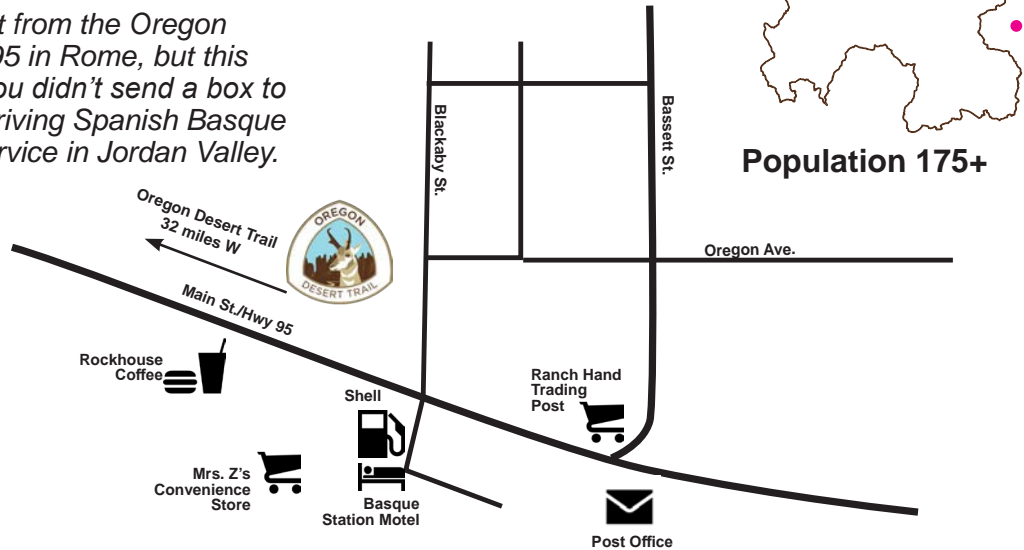 t from the Oregon
95 in Rome, but this
ou didn't send a box to
riving Spanish Basque
rvice in Jordan Valley.
Population 175+
Blackaby St.
Bassett St.
Oregon Desert Trail
32 miles W
OREGON
DESERT TRAIL
Oregon Ave.
Main St./Hwy 95
Rockhouse
Coffee
Shell
Ranch Hand
Trading
Post
Mrs. Z's
Convenience
Store
Basque
Station Motel
Post Office